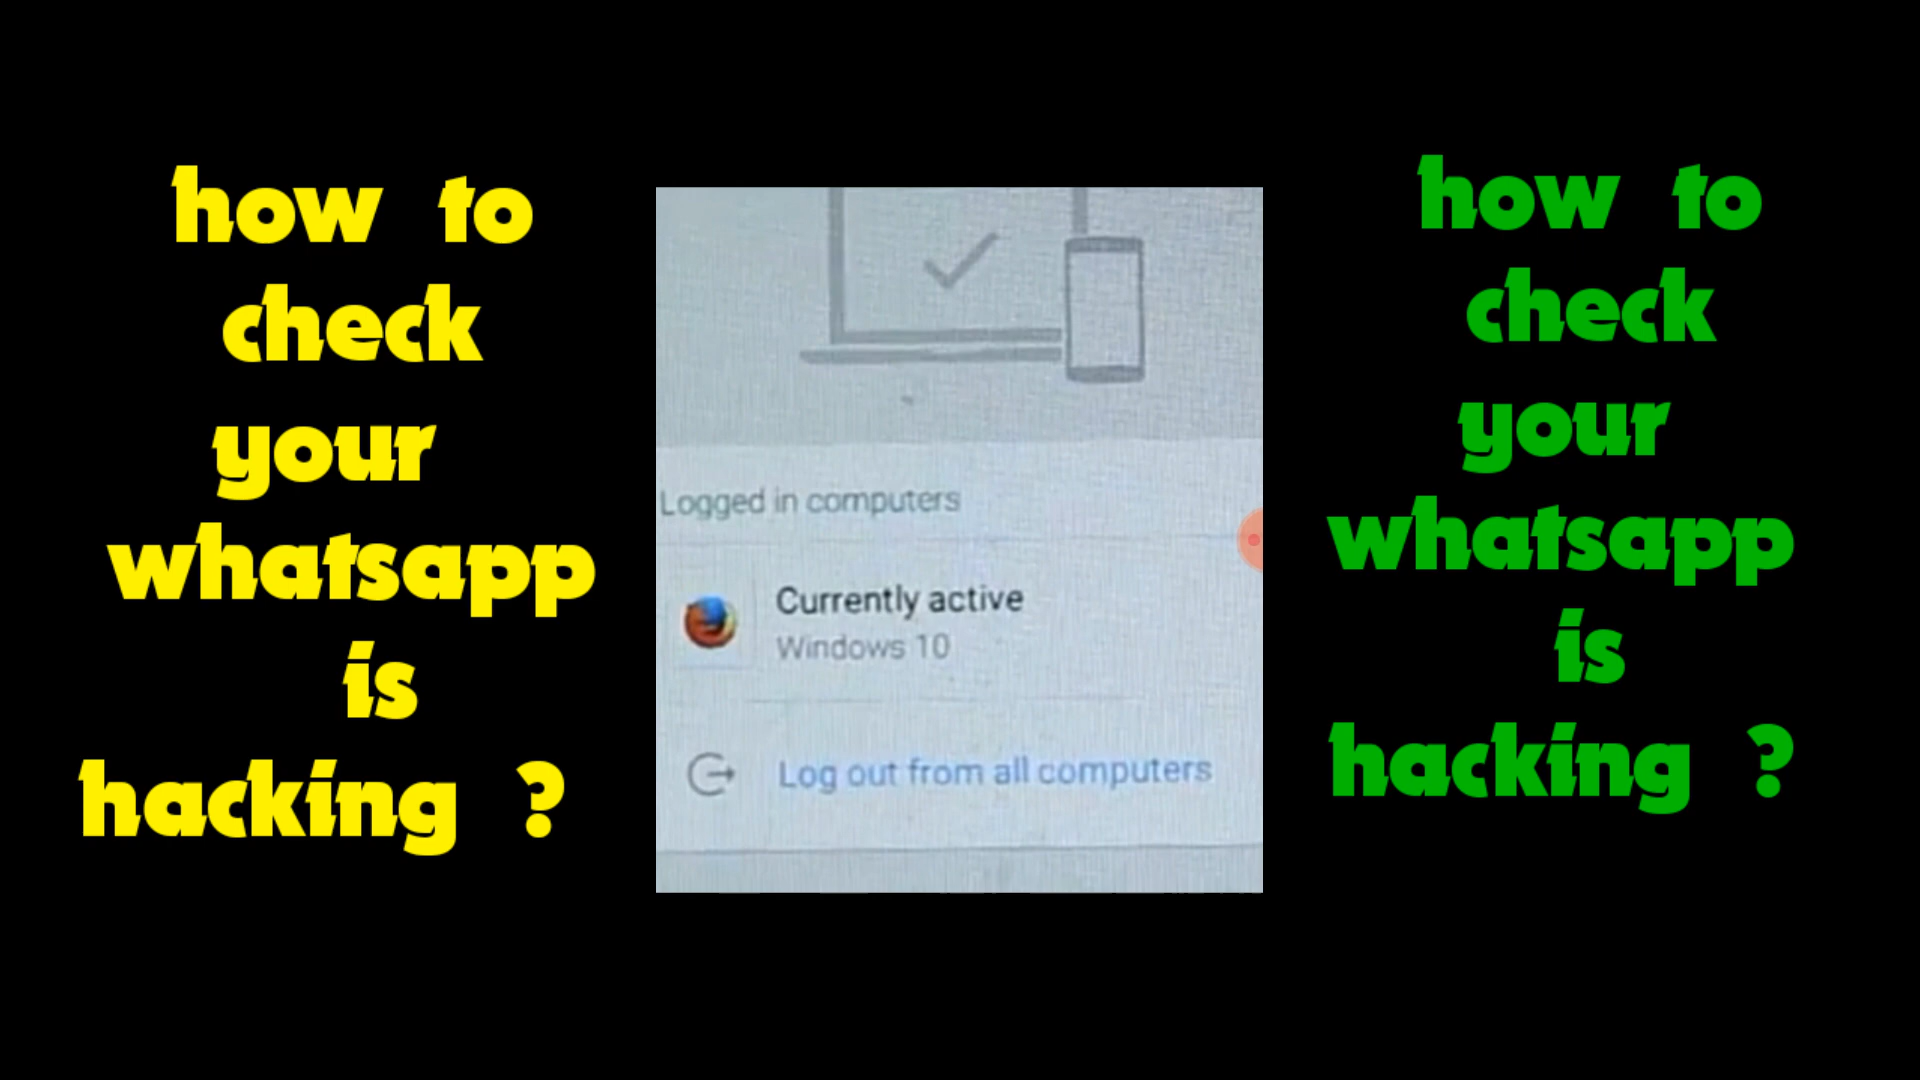 how to
check
your
whatsapp
is
hacking ?
Logged in computers
Currently active
Windows 10
Log out from all computers
how to
check
your
whatsapp
is
hacking ?